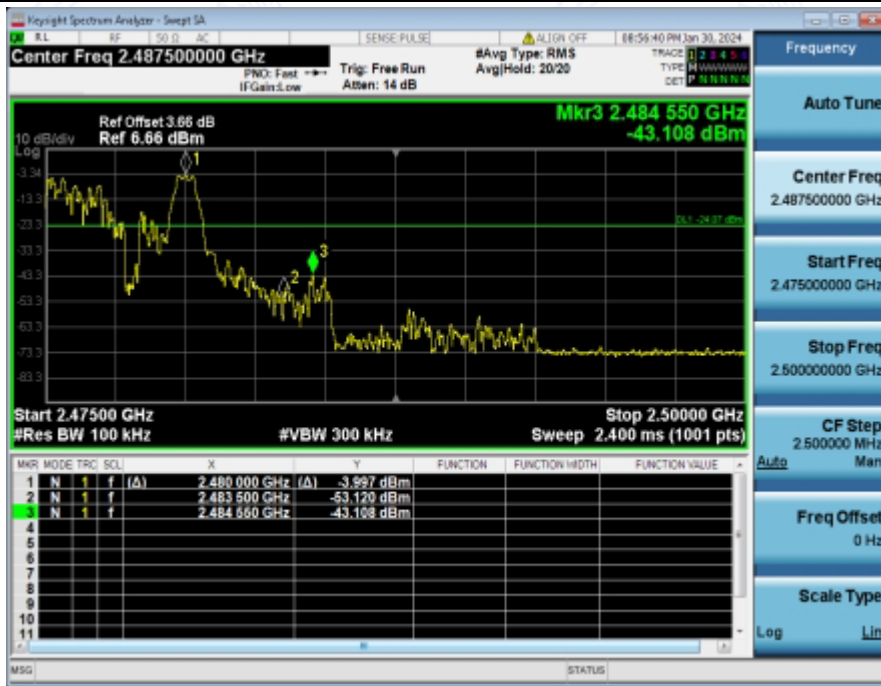 Keysight Spectrum Analyzer - Swept SA
RL RF 50 Ω AC SENSE:PULSE ALIGN OFF 08:56:40 PM Jan 30, 2024
Center Freq 2.487500000 GHz
PNO: Fast
IFGain:Low
Trig: Free Run
Atten: 14 dB
#Avg Type: RMS
Avg|Hold: 20/20
TRACE 1 2 3 4 5 6
TYPE M W W W W W
DET P N N N N N
Ref Offset 3.66 dB
Ref 6.66 dBm
10 dB/div
Log
Mkr3 2.484 550 GHz
-43.108 dBm
1
-3.34
-13.3
-23.3
DL1 -24.07 dBm
-33.3
3
-43.3
2
-53.3
-63.3
-73.3
-83.3
Start 2.47500 GHz Stop 2.50000 GHz
#Res BW 100 kHz #VBW 300 kHz Sweep 2.400 ms (1001 pts)
MKR MODE TRC SCL X Y FUNCTION FUNCTION WIDTH FUNCTION VALUE
1 N 1 f (Δ) 2.480 000 GHz (Δ) -3.997 dBm
2 N 1 f 2.483 500 GHz -53.120 dBm
3 N 1 f 2.484 550 GHz -43.108 dBm
4
5
6
7
8
9
10
11
MSG STATUS
Frequency
Auto Tune
Center Freq
2.487500000 GHz
Start Freq
2.475000000 GHz
Stop Freq
2.500000000 GHz
CF Step
2.500000 MHz
Auto Man
Freq Offset
0 Hz
Scale Type
Log Lin